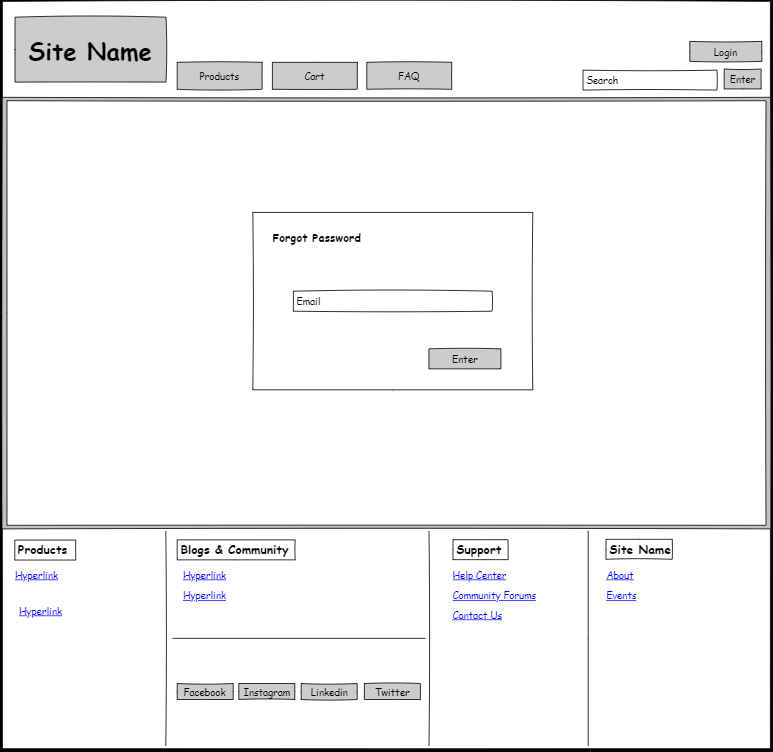 Site Name
Login
Products Cart FAQ
Search Enter
Forgot Password
Email
Enter
Products
Hyperlink
Hyperlink
Blogs & Community
Hyperlink
Hyperlink
Facebook Instagram Linkedin Twitter
Support
Help Center
Community Forums
Contact Us
Site Name
About
Events